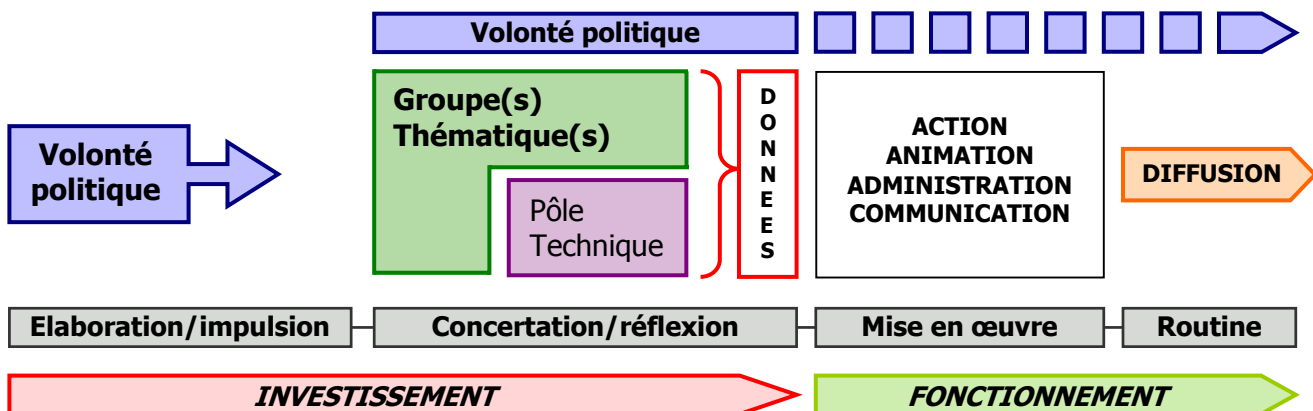 Volonté politique
Groupe(s)
Thématique(s)
Volonté
politique
Pôle
Technique
D
O
N
N
E
E
S
ACTION
ANIMATION
ADMINISTRATION
COMMUNICATION
DIFFUSION
Elaboration/impulsion
Concertation/réflexion
Mise en œuvre
Routine
INVESTISSEMENT
FONCTIONNEMENT